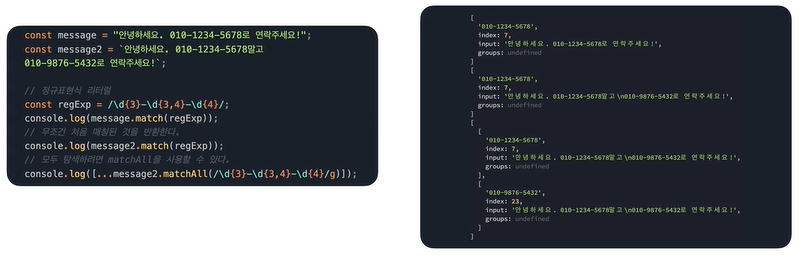 const message = "안녕하세요. 010-1234-5678로 연락주세요!";
const message2 = `안녕하세요. 010-1234-5678말고
010-9876-5432로 연락주세요!`;
// 정규표현식 리터럴
const regExp = /\d{3}-\d{3,4}-\d{4}/;
console.log(message.match(regExp));
// 무조건 처음 매칭된 것을 반환한다.
console.log(message2.match(regExp));
// 모두 탐색하려면 matchAll을 사용할 수 있다.
console.log([...message2.matchAll(/\d{3}-\d{3,4}-\d{4}/g)]);
[
'010-1234-5678',
index: 7,
input: '안녕하세요. 010-1234-5678로 연락주세요!',
groups: undefined
]
[
'010-1234-5678',
index: 7,
input: '안녕하세요. 010-1234-5678말고\n010-9876-5432로 연락주세요!',
groups: undefined
]
[
[
'010-1234-5678',
index: 7,
input: '안녕하세요. 010-1234-5678말고\n010-9876-5432로 연락주세요!',
groups: undefined
],
[
'010-9876-5432',
index: 23,
input: '안녕하세요. 010-1234-5678말고\n010-9876-5432로 연락주세요!',
groups: undefined
]
]